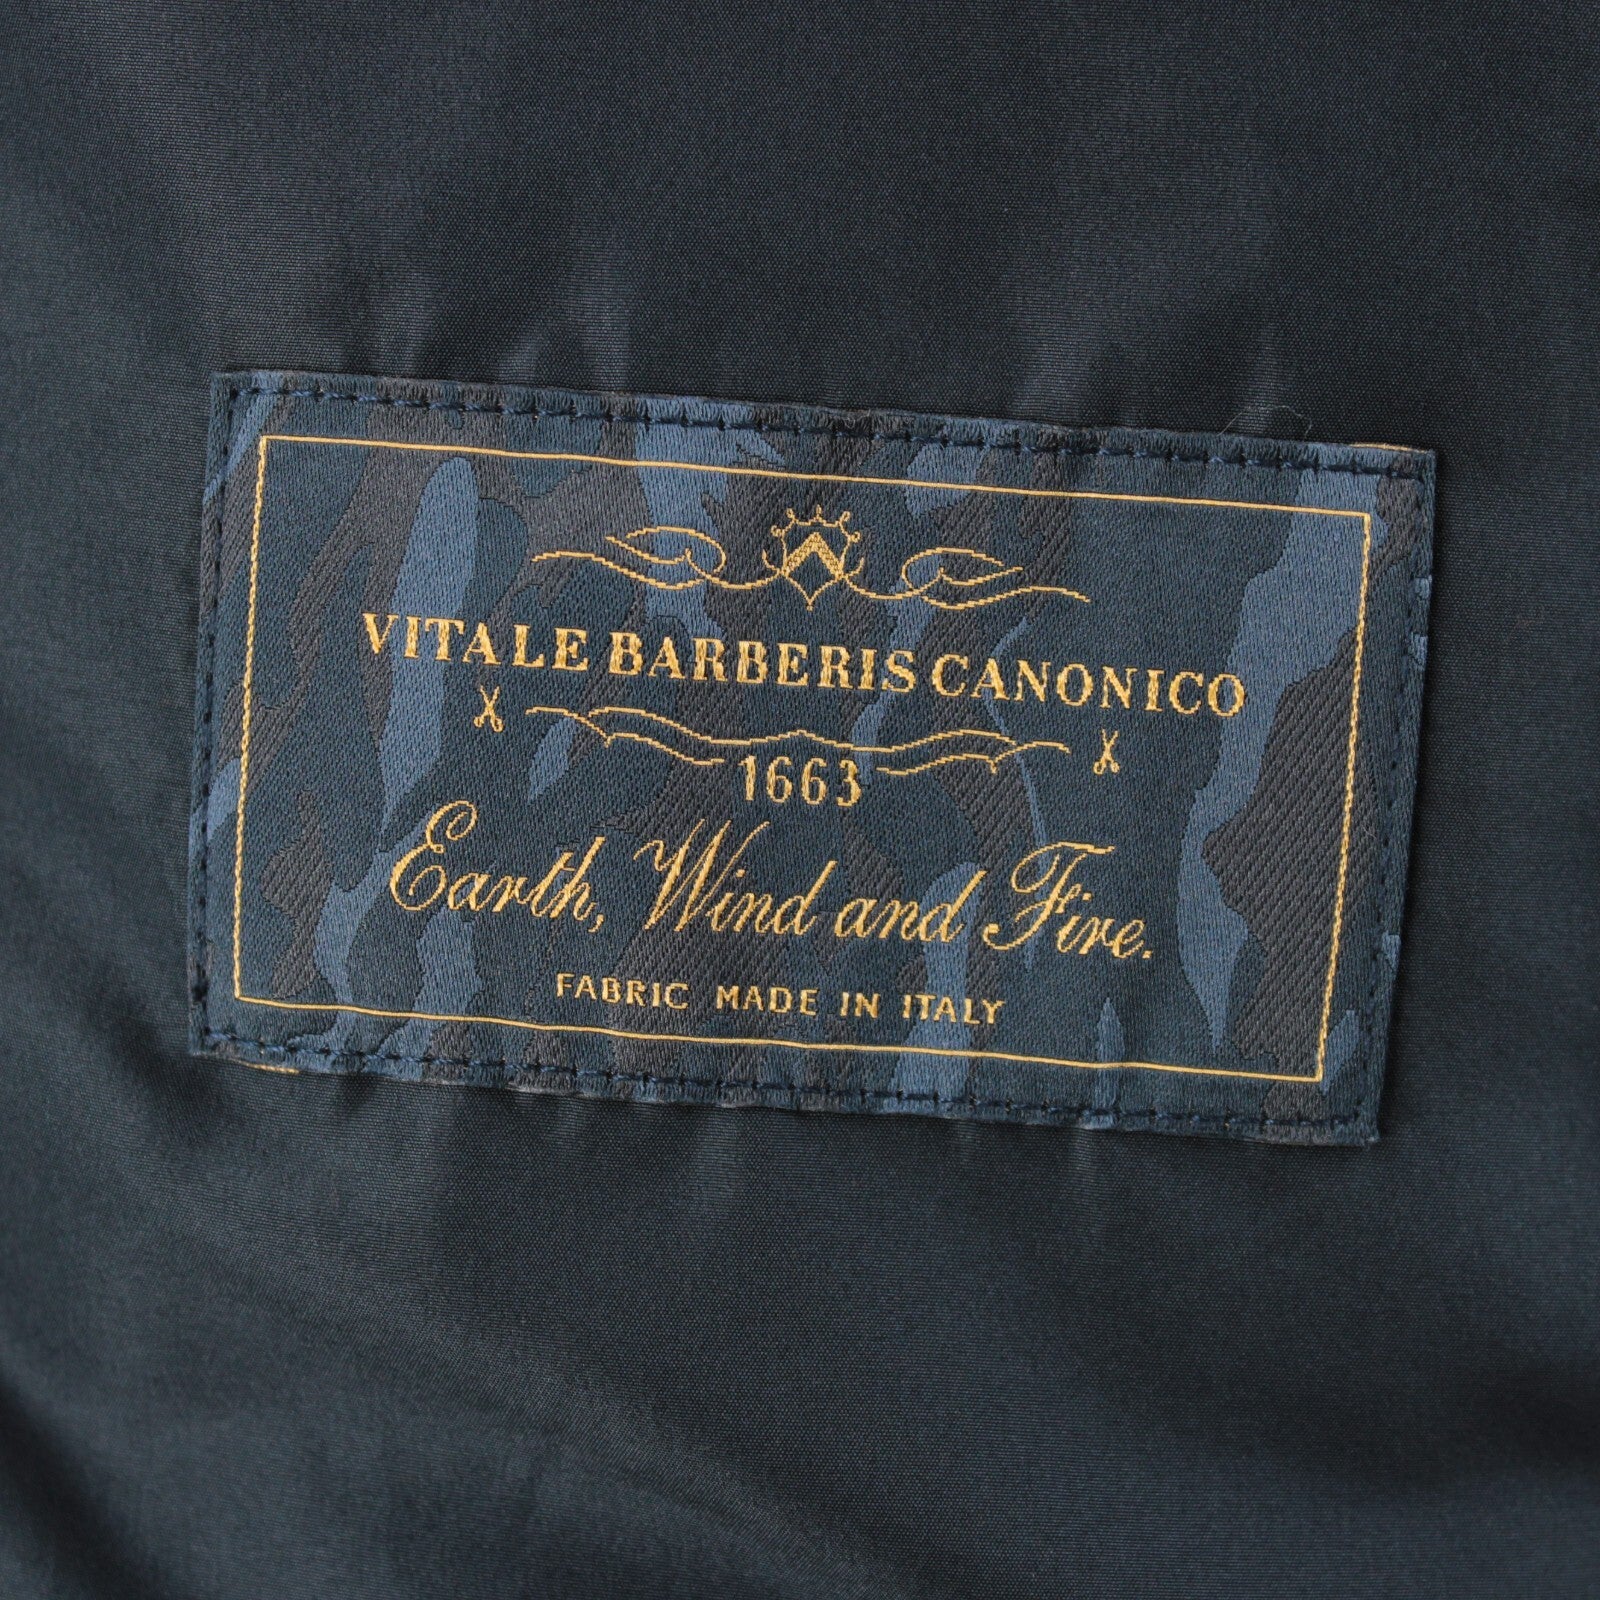 VITALE BARBERIS CANONICO
1663
Earth, Wind and Fire.
FABRIC MADE IN ITALY